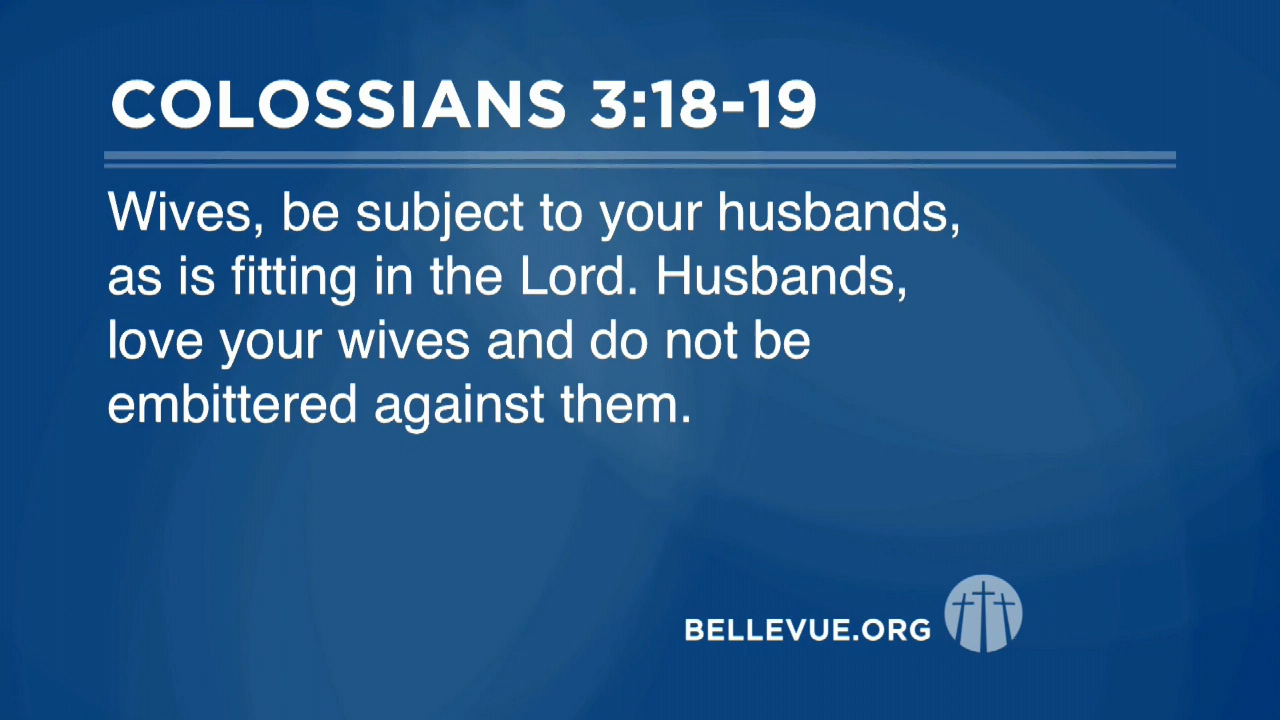 COLOSSIANS 3:18-19
Wives, be subject to your husbands,
as is fitting in the Lord. Husbands,
love your wives and do not be
embittered against them.
BELLEVUE.ORG